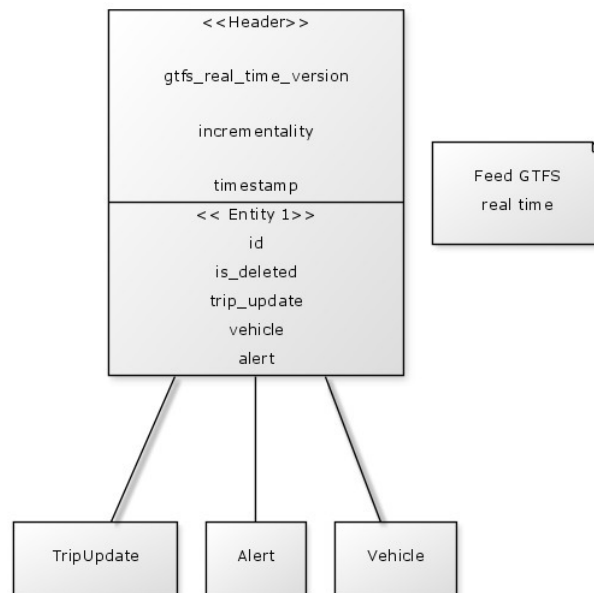 <<Header>>
gtfs_real_time_version
incrementality
timestamp
<< Entity 1>>
id
is_deleted
trip_update
vehicle
alert
Feed GTFS
real time
TripUpdate
Alert
Vehicle